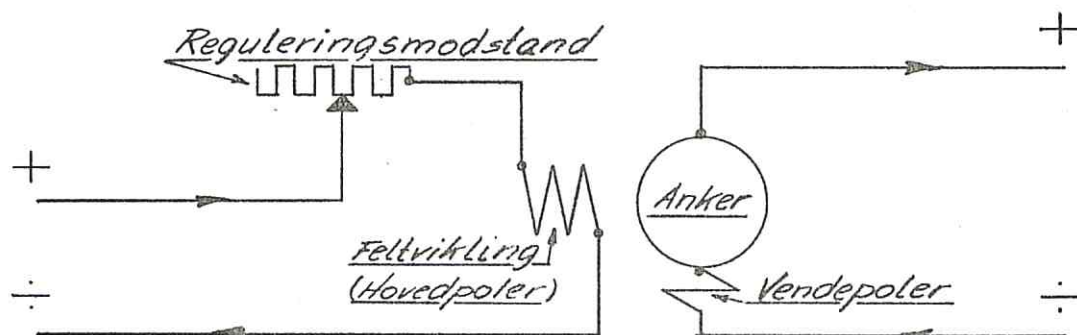 Reguleringsmodstand
+
+
Anker
Feltvikling
(Hovedpoler)
Vendepoler
÷
÷